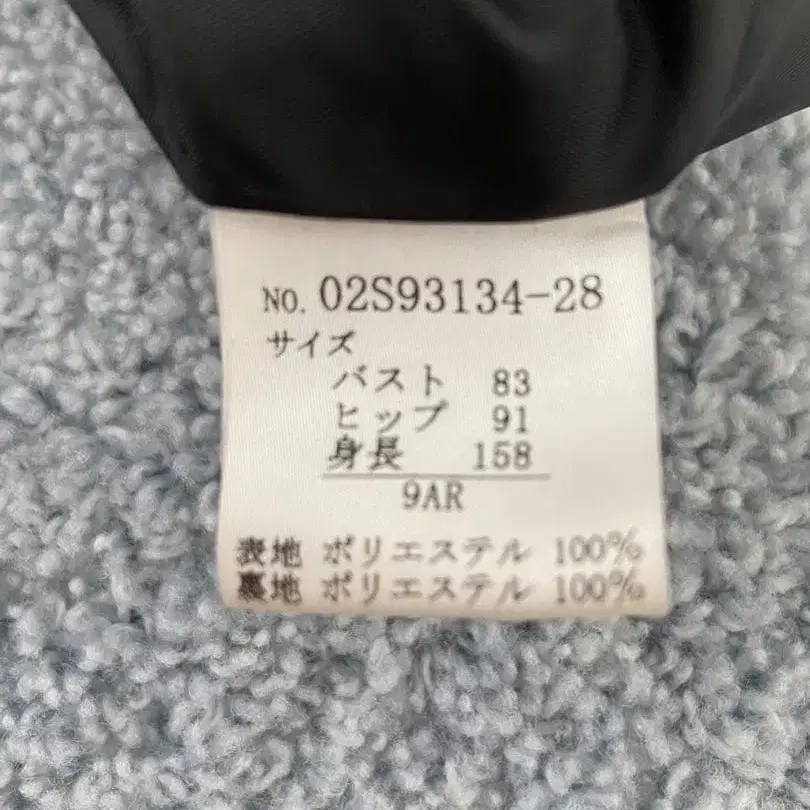 NO. 02S93134-28
サイズ
バスト 83
ヒップ 91
身長 158
9AR
表地 ポリエステル 100%
裏地 ポリエステル 100%